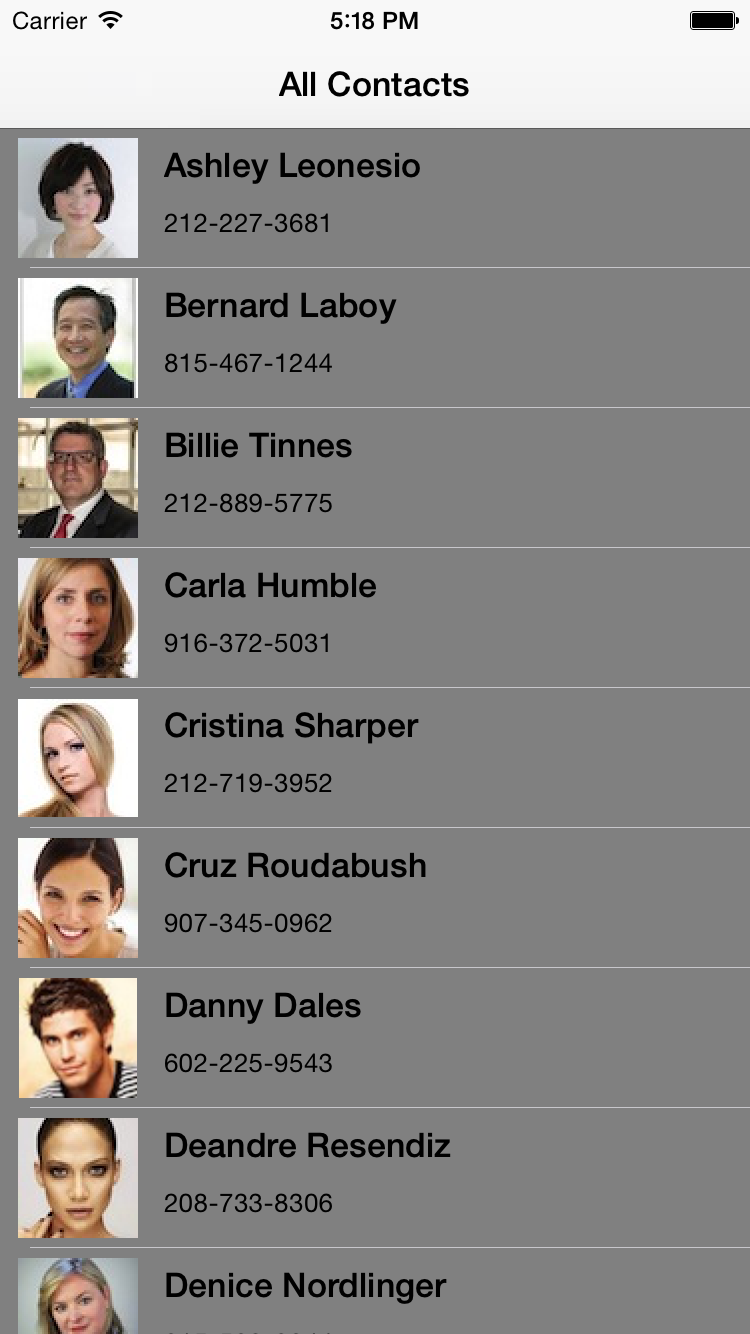 Carrier 5:18 PM
All Contacts
Ashley Leonesio
212-227-3681
Bernard Laboy
815-467-1244
Billie Tinnes
212-889-5775
Carla Humble
916-372-5031
Cristina Sharper
212-719-3952
Cruz Roudabush
907-345-0962
Danny Dales
602-225-9543
Deandre Resendiz
208-733-8306
Denice Nordlinger